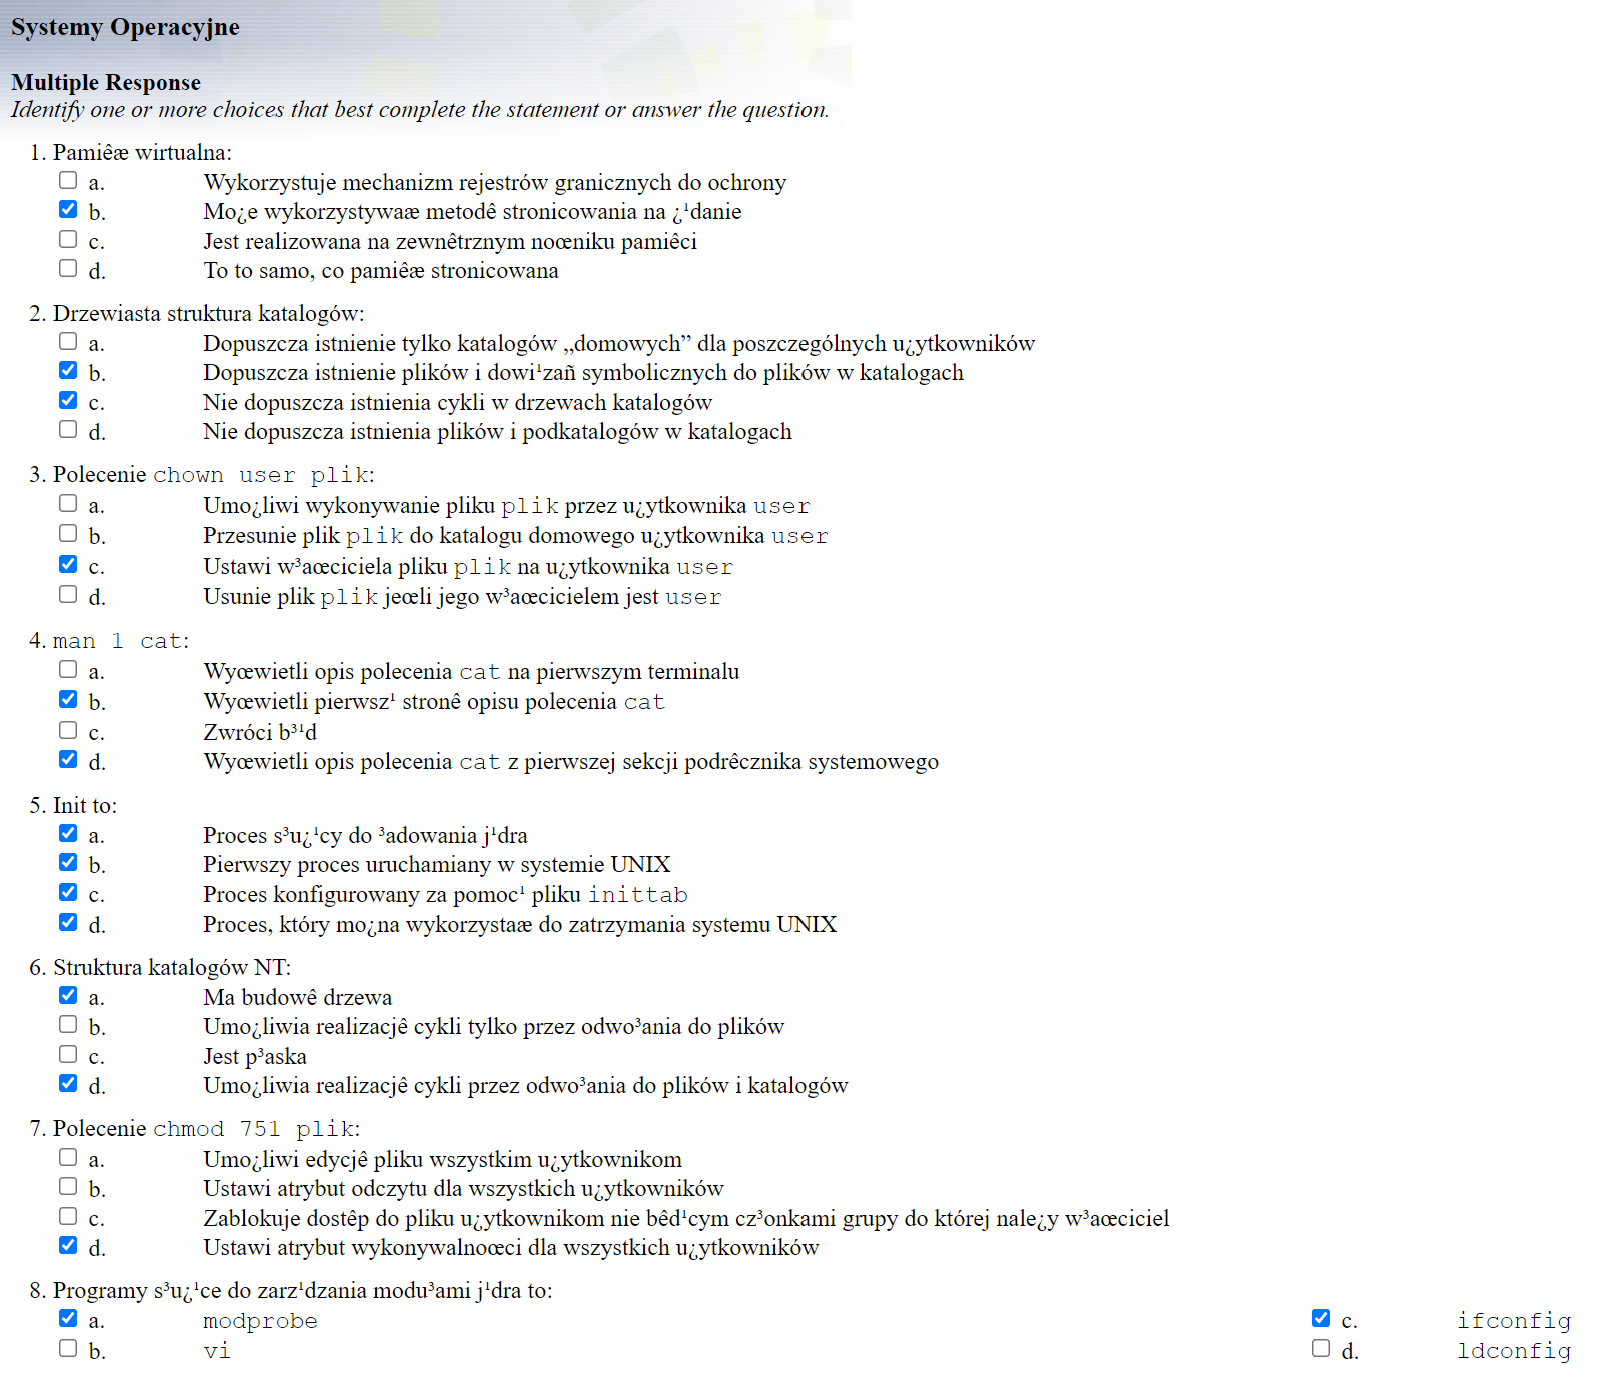 Systemy Operacyjne
Multiple Response
Identify one or more choices that best complete the statement or answer the question.
1. Pamiêæ wirtualna:
a. Wykorzystuje mechanizm rejestrów granicznych do ochrony
b. Mo¿e wykorzystywaæ metodê stronicowania na ¿¹danie
c. Jest realizowana na zewnêtrznym noœniku pamiêci
d. To to samo, co pamiêæ stronicowana
2. Drzewiasta struktura katalogów:
a. Dopuszcza istnienie tylko katalogów „domowych” dla poszczególnych u¿ytkowników
b. Dopuszcza istnienie plików i dowi¹zañ symbolicznych do plików w katalogach
c. Nie dopuszcza istnienia cykli w drzewach katalogów
d. Nie dopuszcza istnienia plików i podkatalogów w katalogach
3. Polecenie chown user plik:
a. Umo¿liwi wykonywanie pliku plik przez u¿ytkownika user
b. Przesunie plik plik do katalogu domowego u¿ytkownika user
c. Ustawi w³aœciciela pliku plik na u¿ytkownika user
d. Usunie plik plik jeœli jego w³aœcicielem jest user
4. man 1 cat:
a. Wyœwietli opis polecenia cat na pierwszym terminalu
b. Wyœwietli pierwsz¹ stronê opisu polecenia cat
c. Zwróci b³¹d
d. Wyœwietli opis polecenia cat z pierwszej sekcji podrêcznika systemowego
5. Init to:
a. Proces s³u¿¹cy do ³adowania j¹dra
b. Pierwszy proces uruchamiany w systemie UNIX
c. Proces konfigurowany za pomoc¹ pliku inittab
d. Proces, który mo¿na wykorzystaæ do zatrzymania systemu UNIX
6. Struktura katalogów NT:
a. Ma budowê drzewa
b. Umo¿liwia realizacjê cykli tylko przez odwo³ania do plików
c. Jest p³aska
d. Umo¿liwia realizacjê cykli przez odwo³ania do plików i katalogów
7. Polecenie chmod 751 plik:
a. Umo¿liwi edycjê pliku wszystkim u¿ytkownikom
b. Ustawi atrybut odczytu dla wszystkich u¿ytkowników
c. Zablokuje dostêp do pliku u¿ytkownikom nie bêd¹cym cz³onkami grupy do której nale¿y w³aœciciel
d. Ustawi atrybut wykonywalnoœci dla wszystkich u¿ytkowników
8. Programy s³u¿¹ce do zarz¹dzania modu³ami j¹dra to:
a. modprobe c. ifconfig
b. vi d. ldconfig